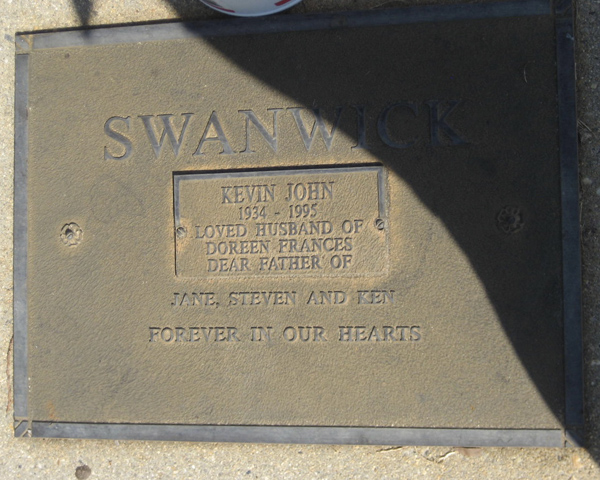 SWANWICK
KEVIN JOHN
1934 - 1995
LOVED HUSBAND OF
DOREEN FRANCES
DEAR FATHER OF
JANE, STEVEN AND KEN
FOREVER IN OUR HEARTS